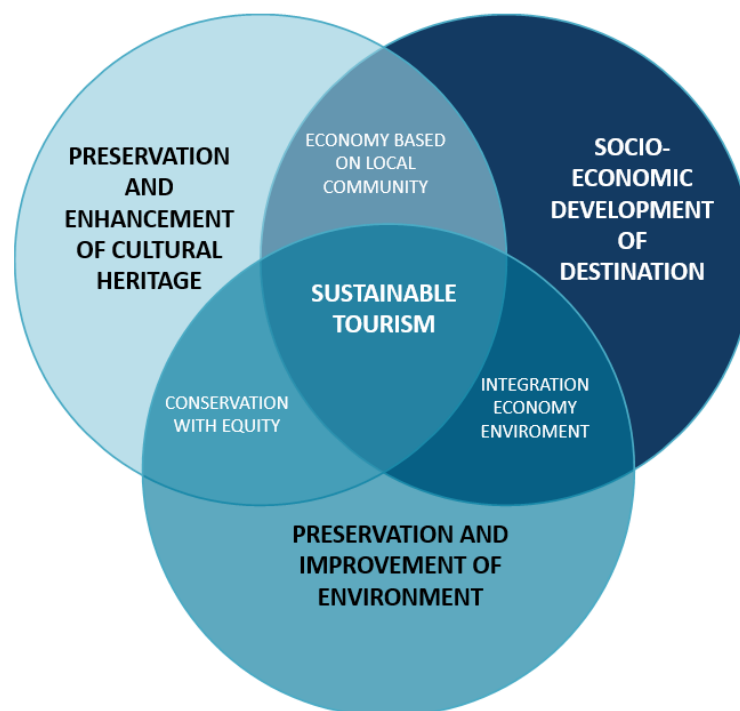 PRESERVATION
AND
ENHANCEMENT
OF CULTURAL
HERITAGE
ECONOMY BASED
ON LOCAL
COMMUNITY
SOCIO-
ECONOMIC
DEVELOPMENT
OF
DESTINATION
SUSTAINABLE
TOURISM
CONSERVATION
WITH EQUITY
INTEGRATION
ECONOMY
ENVIROMENT
PRESERVATION AND
IMPROVEMENT OF
ENVIRONMENT